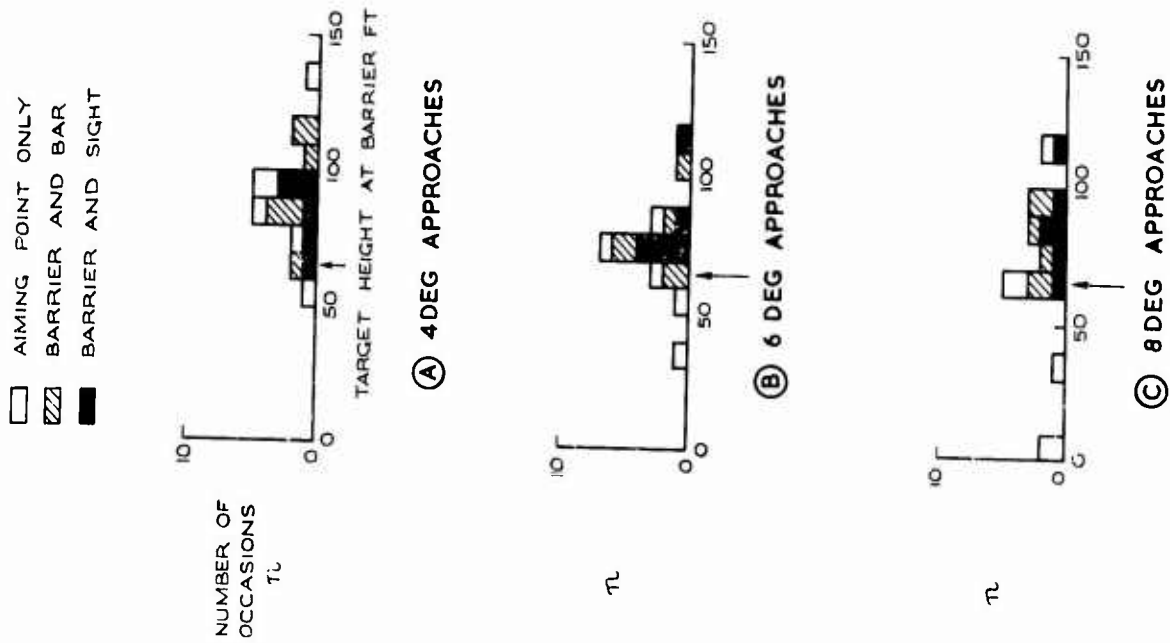 AIMING POINT ONLY
BARRIER AND BAR
BARRIER AND SIGHT
NUMBER OF
OCCASIONS
n
10
0
0
50
100
150
TARGET HEIGHT AT BARRIER FT
A 4 DEG APPROACHES
n
10
0
0
50
100
150
B 6 DEG APPROACHES
n
10
0
0
50
100
150
C 8 DEG APPROACHES